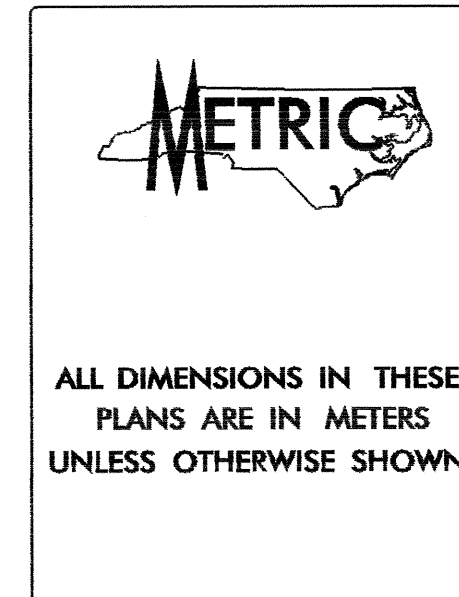 METRIC
ALL DIMENSIONS IN THESE
PLANS ARE IN METERS
UNLESS OTHERWISE SHOWN